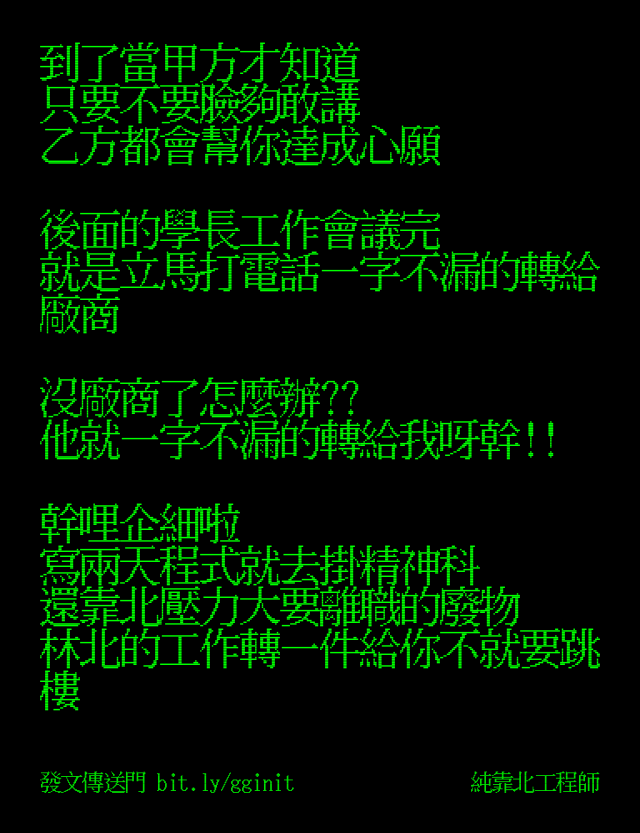 到了當甲方才知道
只要不要臉夠敢講
乙方都會幫你達成心願
後面的學長工作會議完
就是立馬打電話一字不漏的轉給
廠商
沒廠商了怎麼辦??
他就一字不漏的轉給我呀幹!!
幹哩企細啦
寫兩天程式就去掛精神科
還靠北壓力大要離職的廢物
林北的工作轉一件給你不就要跳
樓
發文傳送門 bit.ly/gginit
純靠北工程師